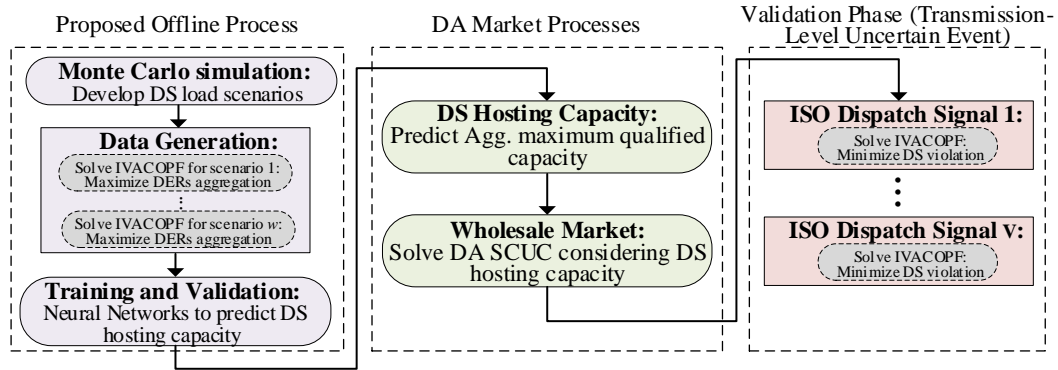 Proposed Offline Process
Monte Carlo simulation:
Develop DS load scenarios
Data Generation:
Solve IVACOPF for scenario 1:
Maximize DERs aggregation
Solve IVACOPF for scenario w:
Maximize DERs aggregation
Training and Validation:
Neural Networks to predict DS
hosting capacity
DA Market Processes
DS Hosting Capacity:
Predict Agg. maximum qualified
capacity
Wholesale Market:
Solve DA SCUC considering DS
hosting capacity
Validation Phase (Transmission-
Level Uncertain Event)
ISO Dispatch Signal 1:
Solve IVACOPF:
Minimize DS violation
ISO Dispatch Signal v:
Solve IVACOPF:
Minimize DS violation